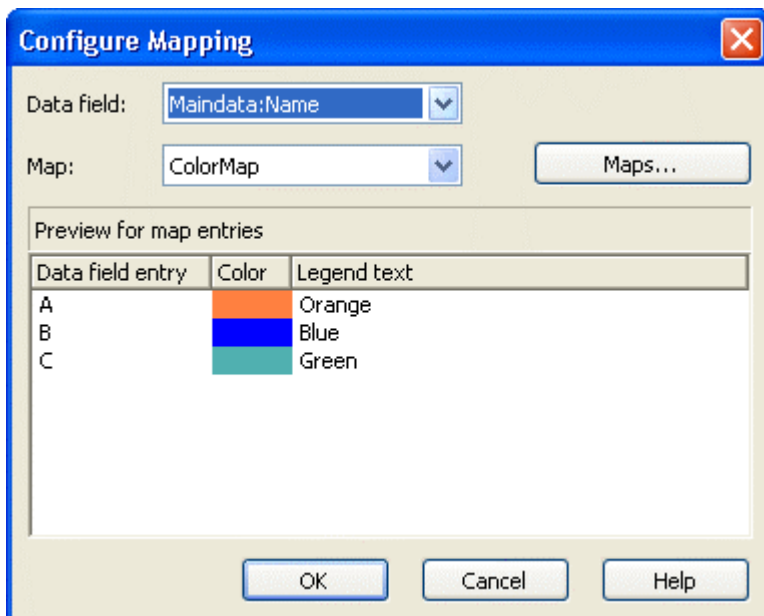 Configure Mapping
Data field: Maindata:Name
Map: ColorMap Maps...
Preview for map entries
Data field entry Color Legend text
A Orange
B Blue
C Green
OK Cancel Help